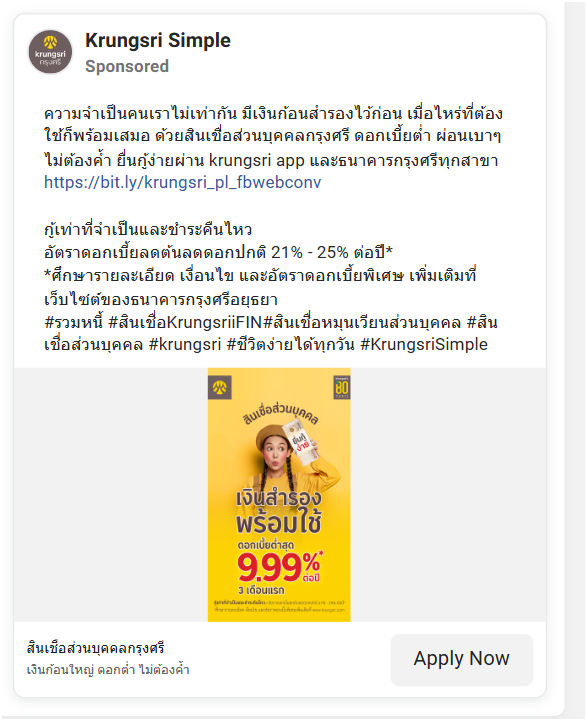 krungsri
กรุงศรี
Krungsri Simple
Sponsored
ความจำเป็นคนเราไม่เท่ากัน มีเงินก้อนสำรองไว้ก่อน เมื่อไหร่ที่ต้อง
ใช้ก็พร้อมเสมอ ด้วยสินเชื่อส่วนบุคคลกรุงศรี ดอกเบี้ยต่ำ ผ่อนเบาๆ
ไม่ต้องค้ำ ยื่นกู้ง่ายผ่าน krungsri app และธนาคารกรุงศรีทุกสาขา
https://bit.ly/krungsri_pl_fbwebconv
กู้เท่าที่จำเป็นและชำระคืนไหว
อัตราดอกเบี้ยลดต้นลดดอกปกติ 21% - 25% ต่อปี*
*ศึกษารายละเอียด เงื่อนไข และอัตราดอกเบี้ยพิเศษ เพิ่มเติมที่
เว็บไซต์ของธนาคารกรุงศรีอยุธยา
#รวมหนี้ #สินเชื่อKrungsriiFIN#สินเชื่อหมุนเวียนส่วนบุคคล #สิน
เชื่อส่วนบุคคล #krungsri #ชีวิตง่ายได้ทุกวัน #KrungsriSimple
80
สินเชื่อส่วนบุคคล
ยื่นกู้
ง่าย
เงินสำรอง
พร้อมใช้
ดอกเบี้ยต่ำสุด
9.99%*
ต่อปี
3 เดือนแรก
สินเชื่อส่วนบุคคลกรุงศรี
เงินก้อนใหญ่ ดอกต่ำ ไม่ต้องค้ำ
Apply Now